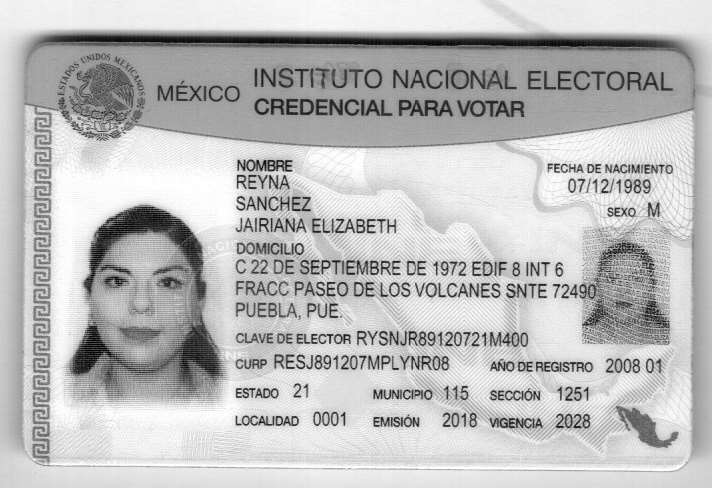 ESTADOS UNIDOS MEXICANOS
MÉXICO INSTITUTO NACIONAL ELECTORAL
CREDENCIAL PARA VOTAR
NOMBRE
REYNA
SANCHEZ
JAIRIANA ELIZABETH
FECHA DE NACIMIENTO
07/12/1989
SEXO M
DOMICILIO
C 22 DE SEPTIEMBRE DE 1972 EDIF 8 INT 6
FRACC PASEO DE LOS VOLCANES SNTE 72490
PUEBLA, PUE.
CLAVE DE ELECTOR RYSNJR89120721M400
CURP RESJ891207MPLYNR08 AÑO DE REGISTRO 2008 01
ESTADO 21 MUNICIPIO 115 SECCIÓN 1251
LOCALIDAD 0001 EMISIÓN 2018 VIGENCIA 2028